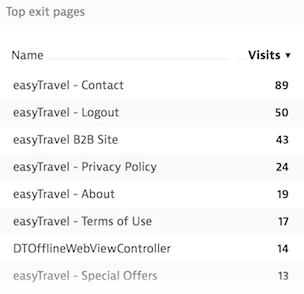 Top exit pages
Name Visits ▼
easyTravel - Contact 89
easyTravel - Logout 50
easyTravel B2B Site 43
easyTravel - Privacy Policy 24
easyTravel - About 19
easyTravel - Terms of Use 17
DTOfflineWebViewController 14
easyTravel - Special Offers 13